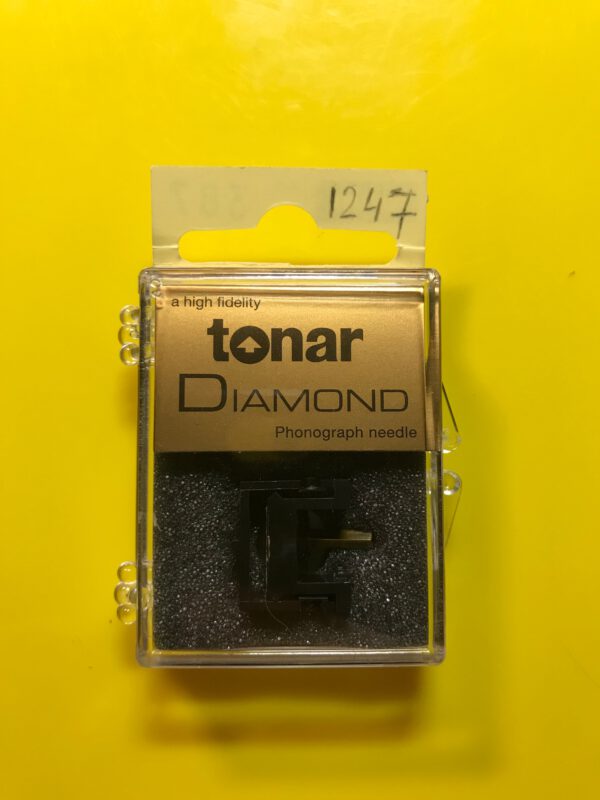 1247
a high fidelity
tonar
DIAMOND
Phonograph needle